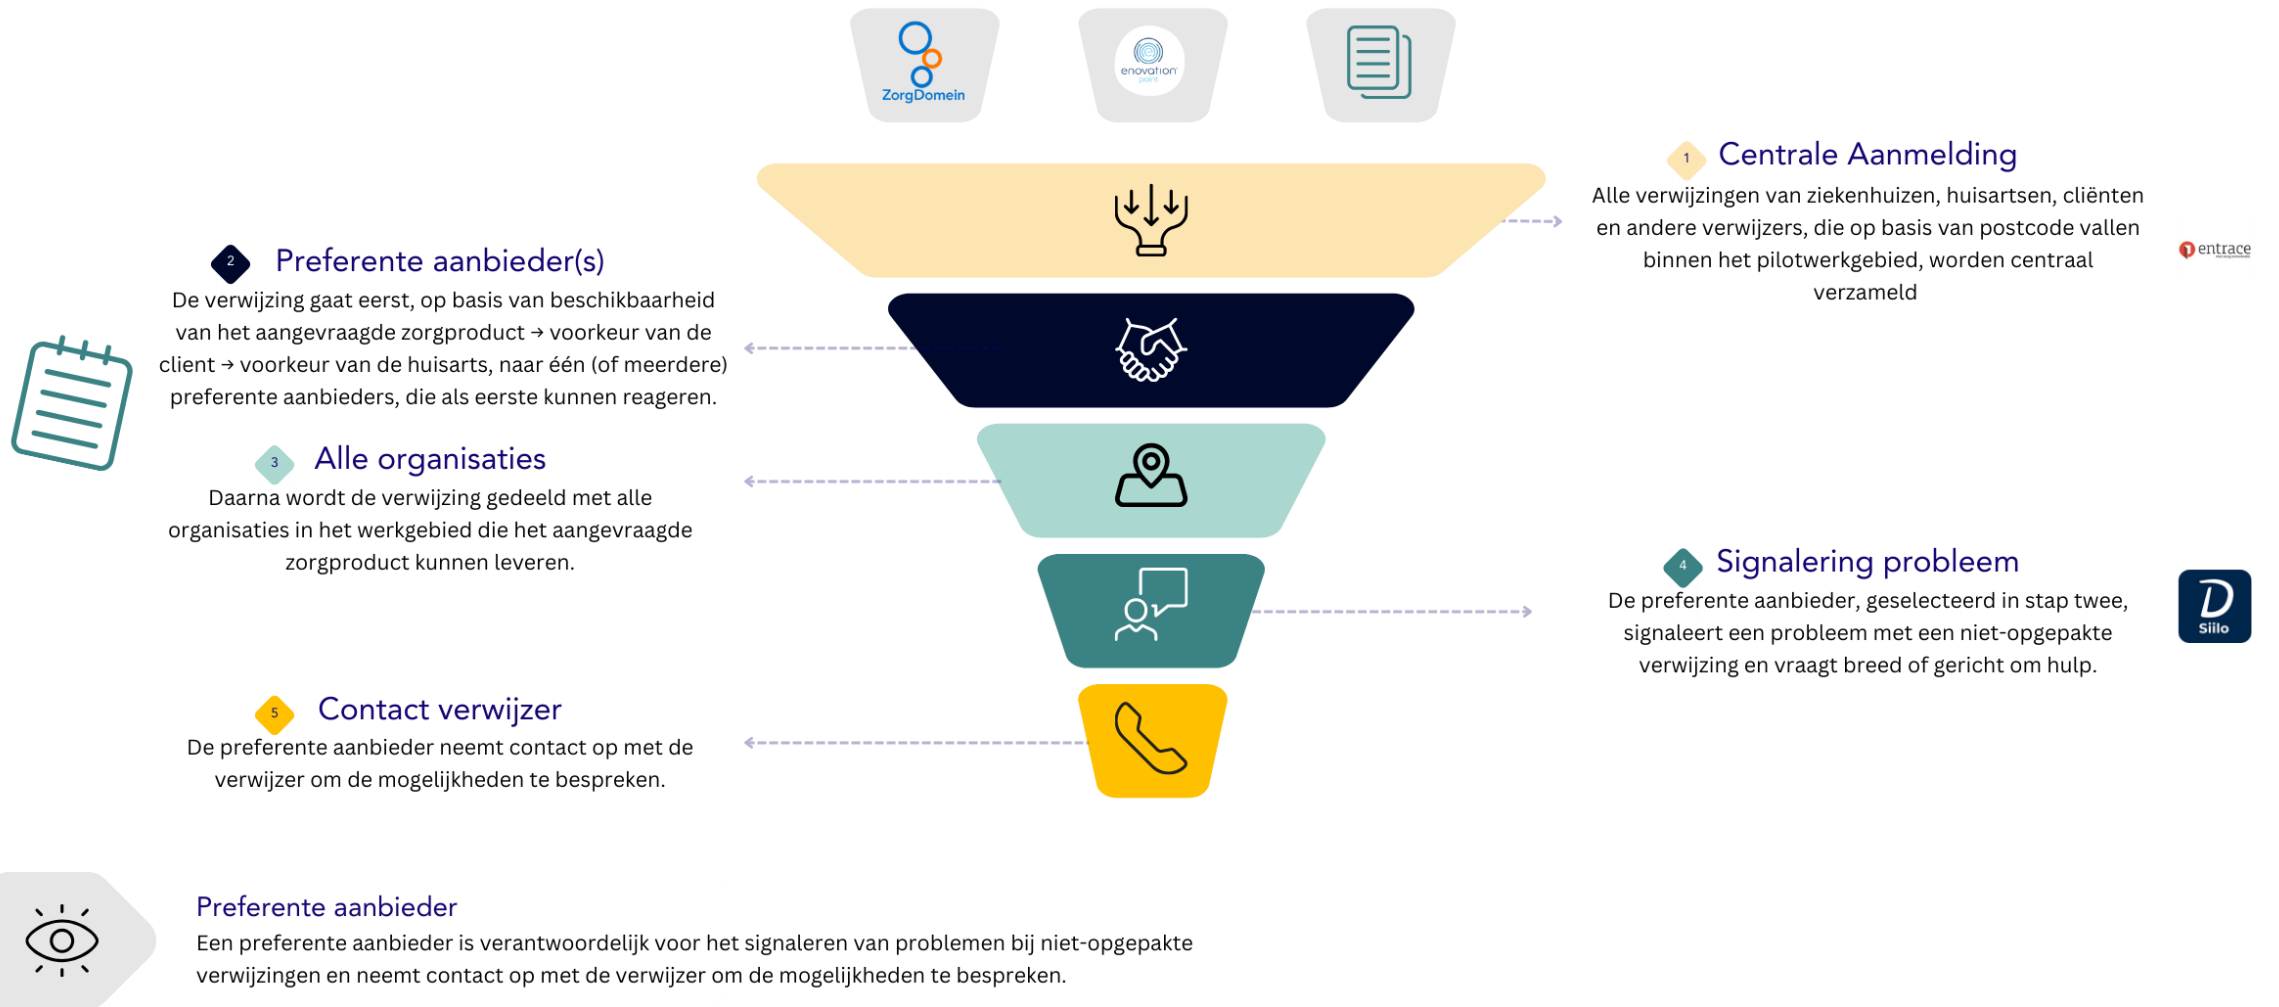 ZorgDomein
enovation
point
1
Centrale Aanmelding
Alle verwijzingen van ziekenhuizen, huisartsen, cliënten
en andere verwijzers, die op basis van postcode vallen
binnen het pilotwerkgebied, worden centraal
verzameld
entrace
2
Preferente aanbieder(s)
De verwijzing gaat eerst, op basis van beschikbaarheid
van het aangevraagde zorgproduct → voorkeur van de
client → voorkeur van de huisarts, naar één (of meerdere)
preferente aanbieders, die als eerste kunnen reageren.
3
Alle organisaties
Daarna wordt de verwijzing gedeeld met alle
organisaties in het werkgebied die het aangevraagde
zorgproduct kunnen leveren.
4
Signalering probleem
De preferente aanbieder, geselecteerd in stap twee,
signaleert een probleem met een niet-opgepakte
verwijzing en vraagt breed of gericht om hulp.
D
Siilo
5
Contact verwijzer
De preferente aanbieder neemt contact op met de
verwijzer om de mogelijkheden te bespreken.
Preferente aanbieder
Een preferente aanbieder is verantwoordelijk voor het signaleren van problemen bij niet-opgepakte
verwijzingen en neemt contact op met de verwijzer om de mogelijkheden te bespreken.